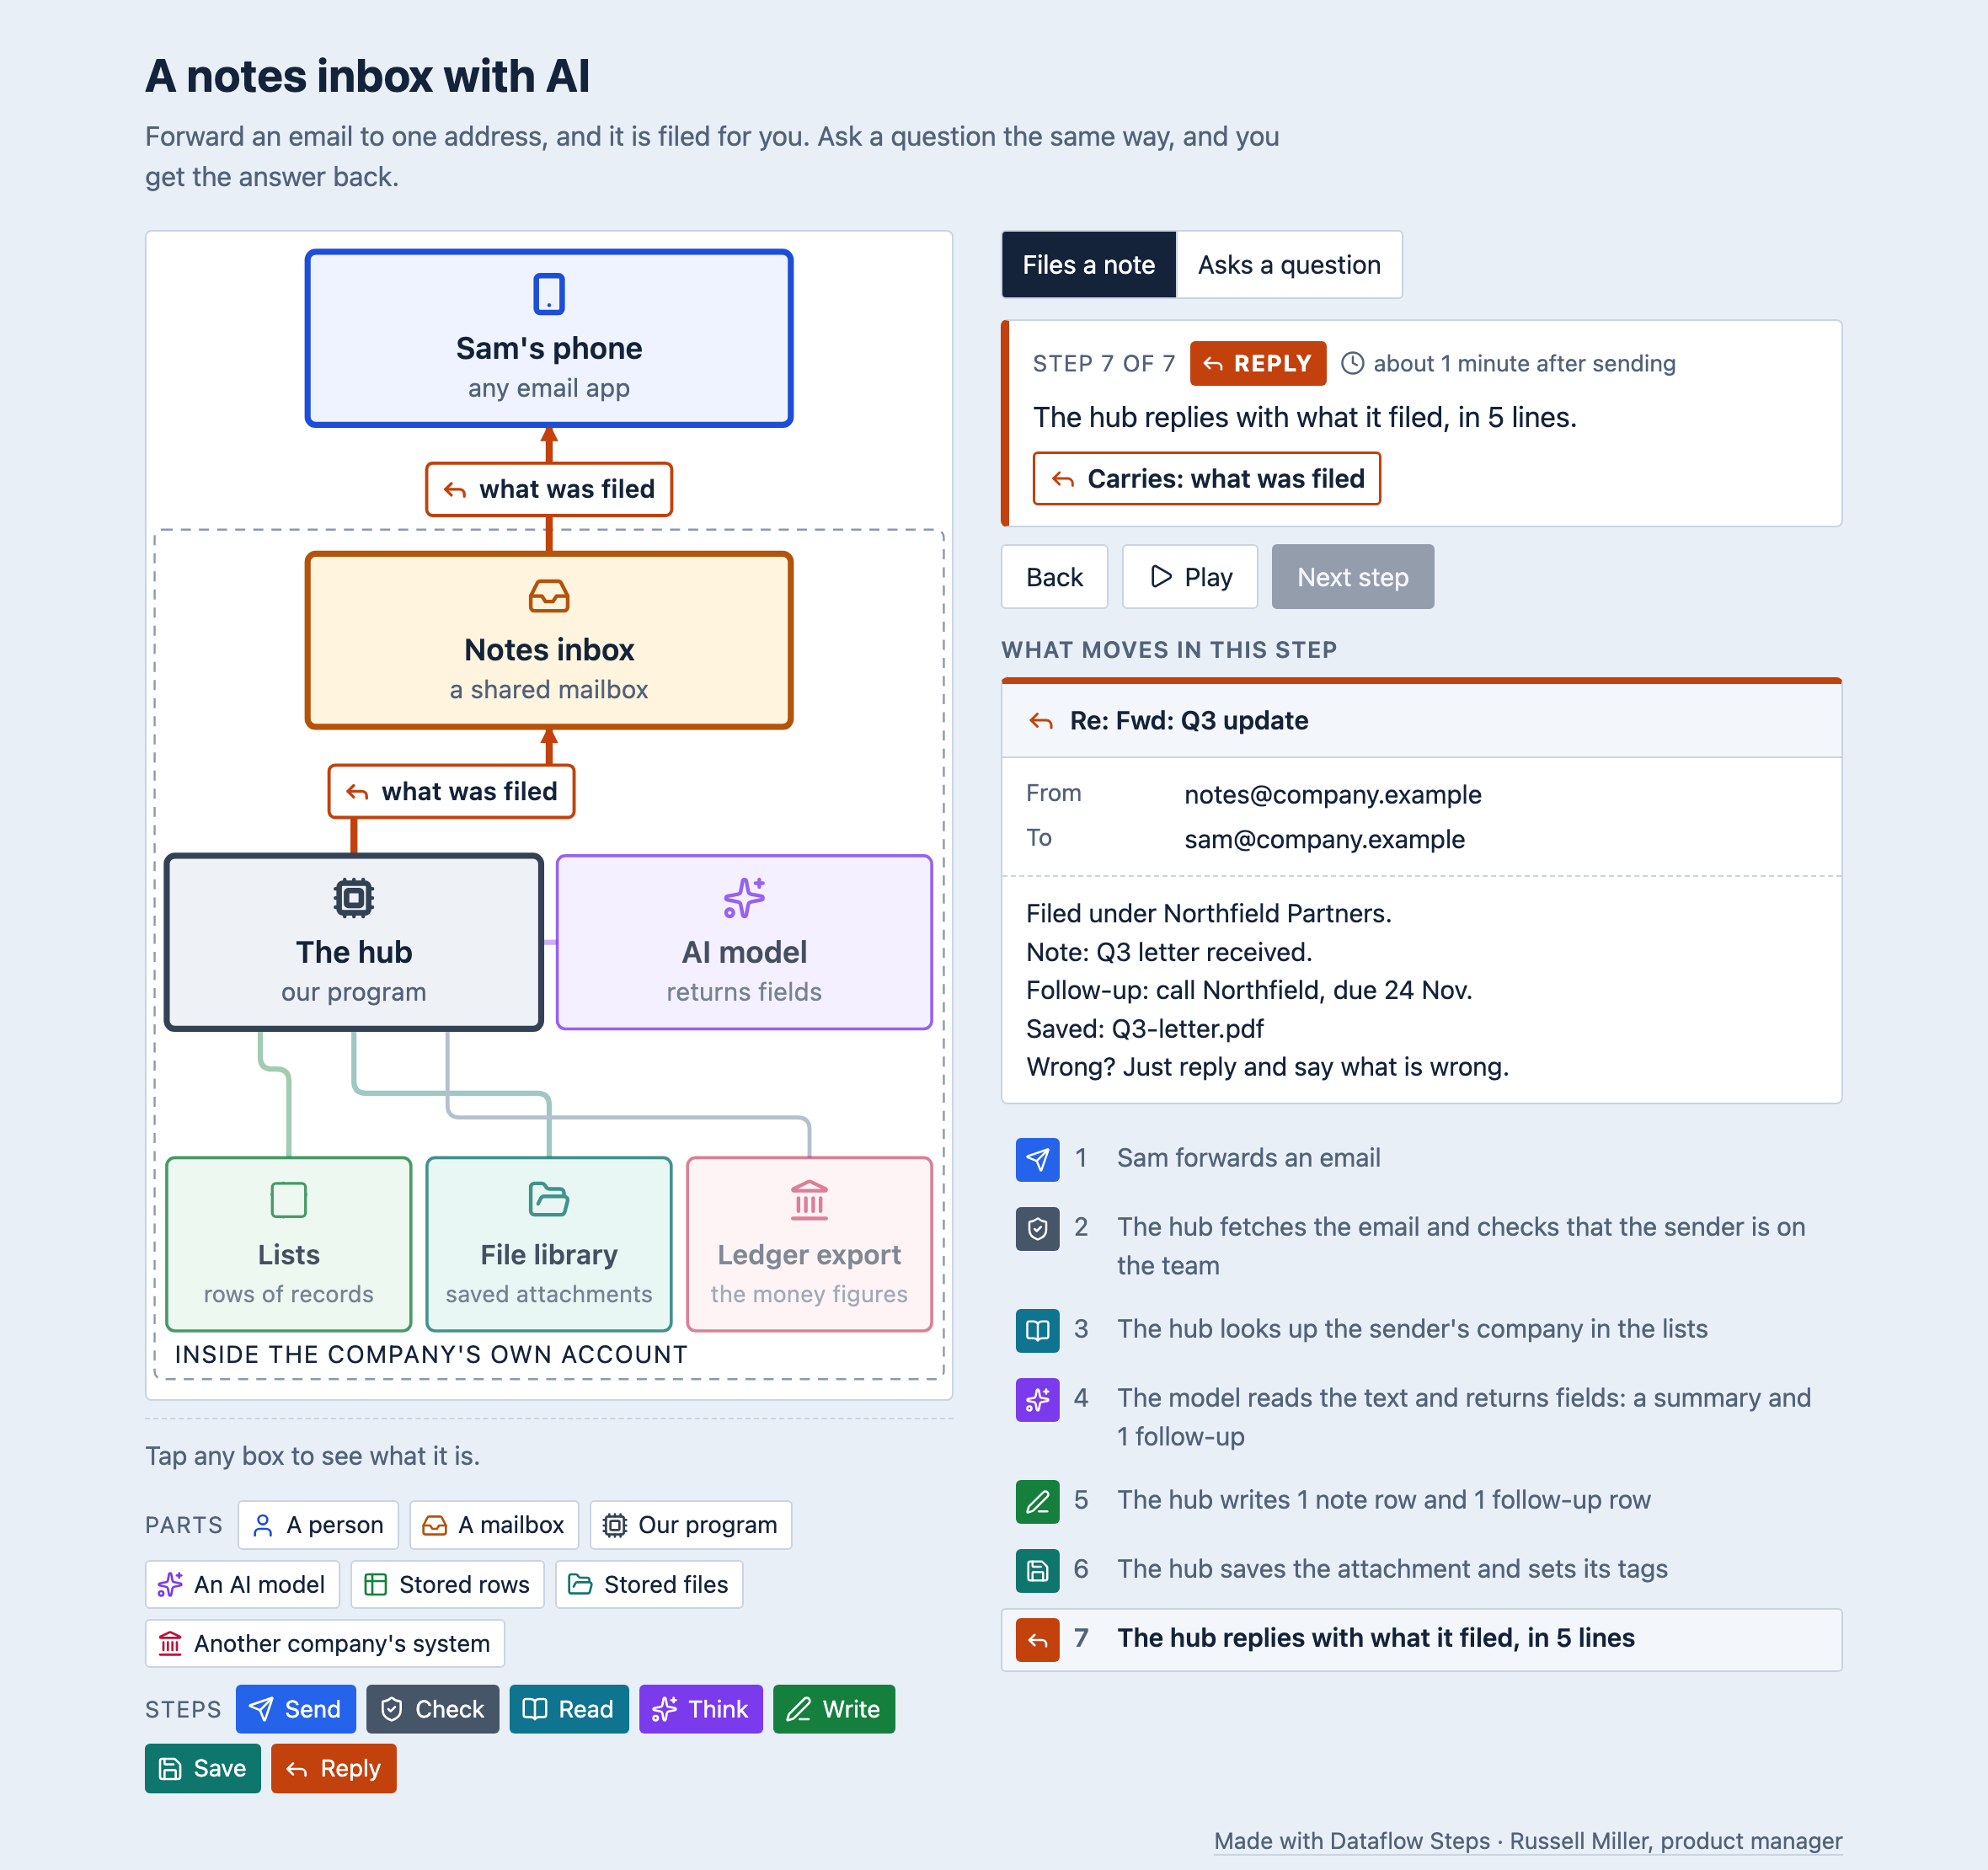 A notes inbox with AI
Forward an email to one address, and it is filed for you. Ask a question the same way, and you
get the answer back.
Sam's phone
any email app
what was filed
Notes inbox
a shared mailbox
what was filed
The hub
our program
AI model
returns fields
Lists
rows of records
File library
saved attachments
Ledger export
the money figures
INSIDE THE COMPANY'S OWN ACCOUNT
Tap any box to see what it is.
PARTS A person A mailbox Our program
An AI model Stored rows Stored files
Another company's system
STEPS Send Check Read Think Write
Save Reply
Files a note Asks a question
STEP 7 OF 7 REPLY about 1 minute after sending
The hub replies with what it filed, in 5 lines.
Carries: what was filed
Back Play Next step
WHAT MOVES IN THIS STEP
Re: Fwd: Q3 update
From notes@company.example
To sam@company.example
Filed under Northfield Partners.
Note: Q3 letter received.
Follow-up: call Northfield, due 24 Nov.
Saved: Q3-letter.pdf
Wrong? Just reply and say what is wrong.
1 Sam forwards an email
2 The hub fetches the email and checks that the sender is on
the team
3 The hub looks up the sender's company in the lists
4 The model reads the text and returns fields: a summary and
1 follow-up
5 The hub writes 1 note row and 1 follow-up row
6 The hub saves the attachment and sets its tags
7 The hub replies with what it filed, in 5 lines
Made with Dataflow Steps · Russell Miller, product manager